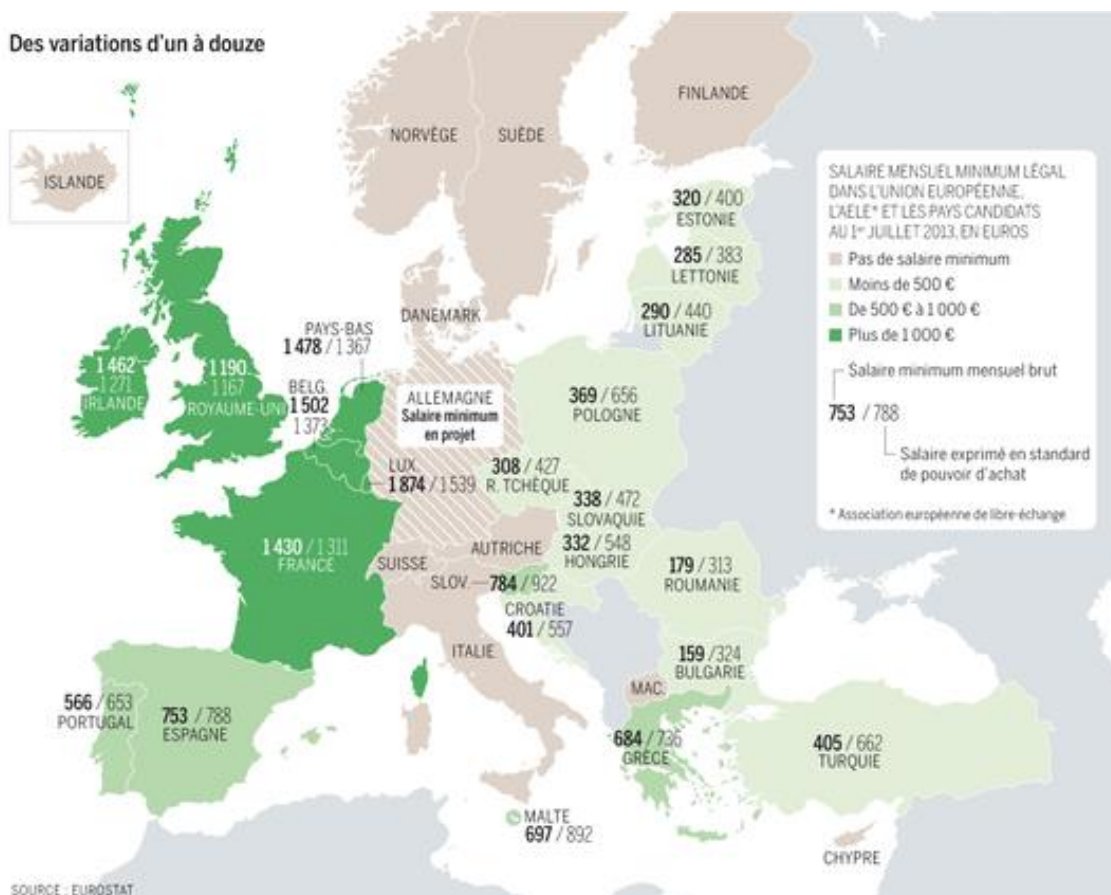 Des variations d'un à douze
ISLANDE
NORVÈGE
SUÈDE
FINLANDE
SALAIRE MENSUEL MINIMUM LÉGAL
DANS L'UNION EUROPÉENNE,
L'AELE* ET LES PAYS CANDIDATS
AU 1er JUILLET 2013, EN EUROS
Pas de salaire minimum
Moins de 500 €
De 500 € à 1 000 €
Plus de 1 000 €
Salaire minimum mensuel brut
753 / 788
Salaire exprimé en standard
de pouvoir d'achat
* Association européenne de libre-échange
320 / 400
ESTONIE
285 / 383
LETTONIE
290 / 440
LITUANIE
DANEMARK
PAYS-BAS
1 478 / 1 367
1 462
1 271
IRLANDE
1 190
1 167
ROYAUME-UNI
BELG.
1 502
1 373
ALLEMAGNE
Salaire minimum
en projet
369 / 656
POLOGNE
LUX.
1 874 / 1 539
308 / 427
R. TCHÈQUE
338 / 472
SLOVAQUIE
1 430 / 1 311
FRANCE
SUISSE
AUTRICHE
332 / 548
HONGRIE
SLOV.
784 / 922
179 / 313
ROUMANIE
CROATIE
401 / 557
ITALIE
159 /324
BULGARIE
MAC.
566 / 653
PORTUGAL
753 / 788
ESPAGNE
684 / 736
GRÈCE
405 / 662
TURQUIE
MALTE
697 / 892
CHYPRE
SOURCE : EUROSTAT